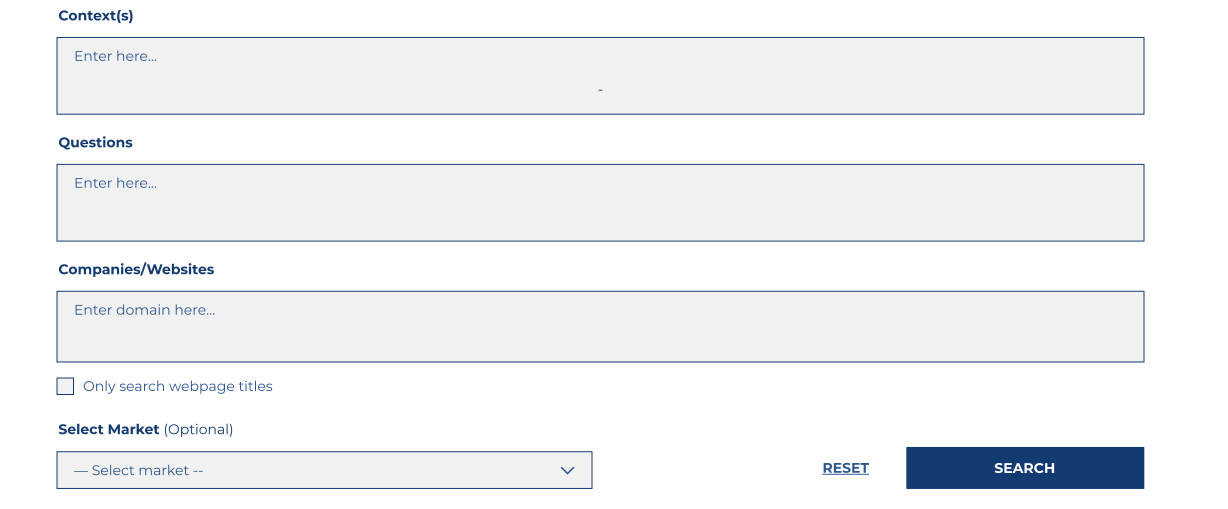 Context(s)
Enter here...
-
Questions
Enter here...
Companies/Websites
Enter domain here...
Only search webpage titles
Select Market (Optional)
— Select market --
RESET
SEARCH